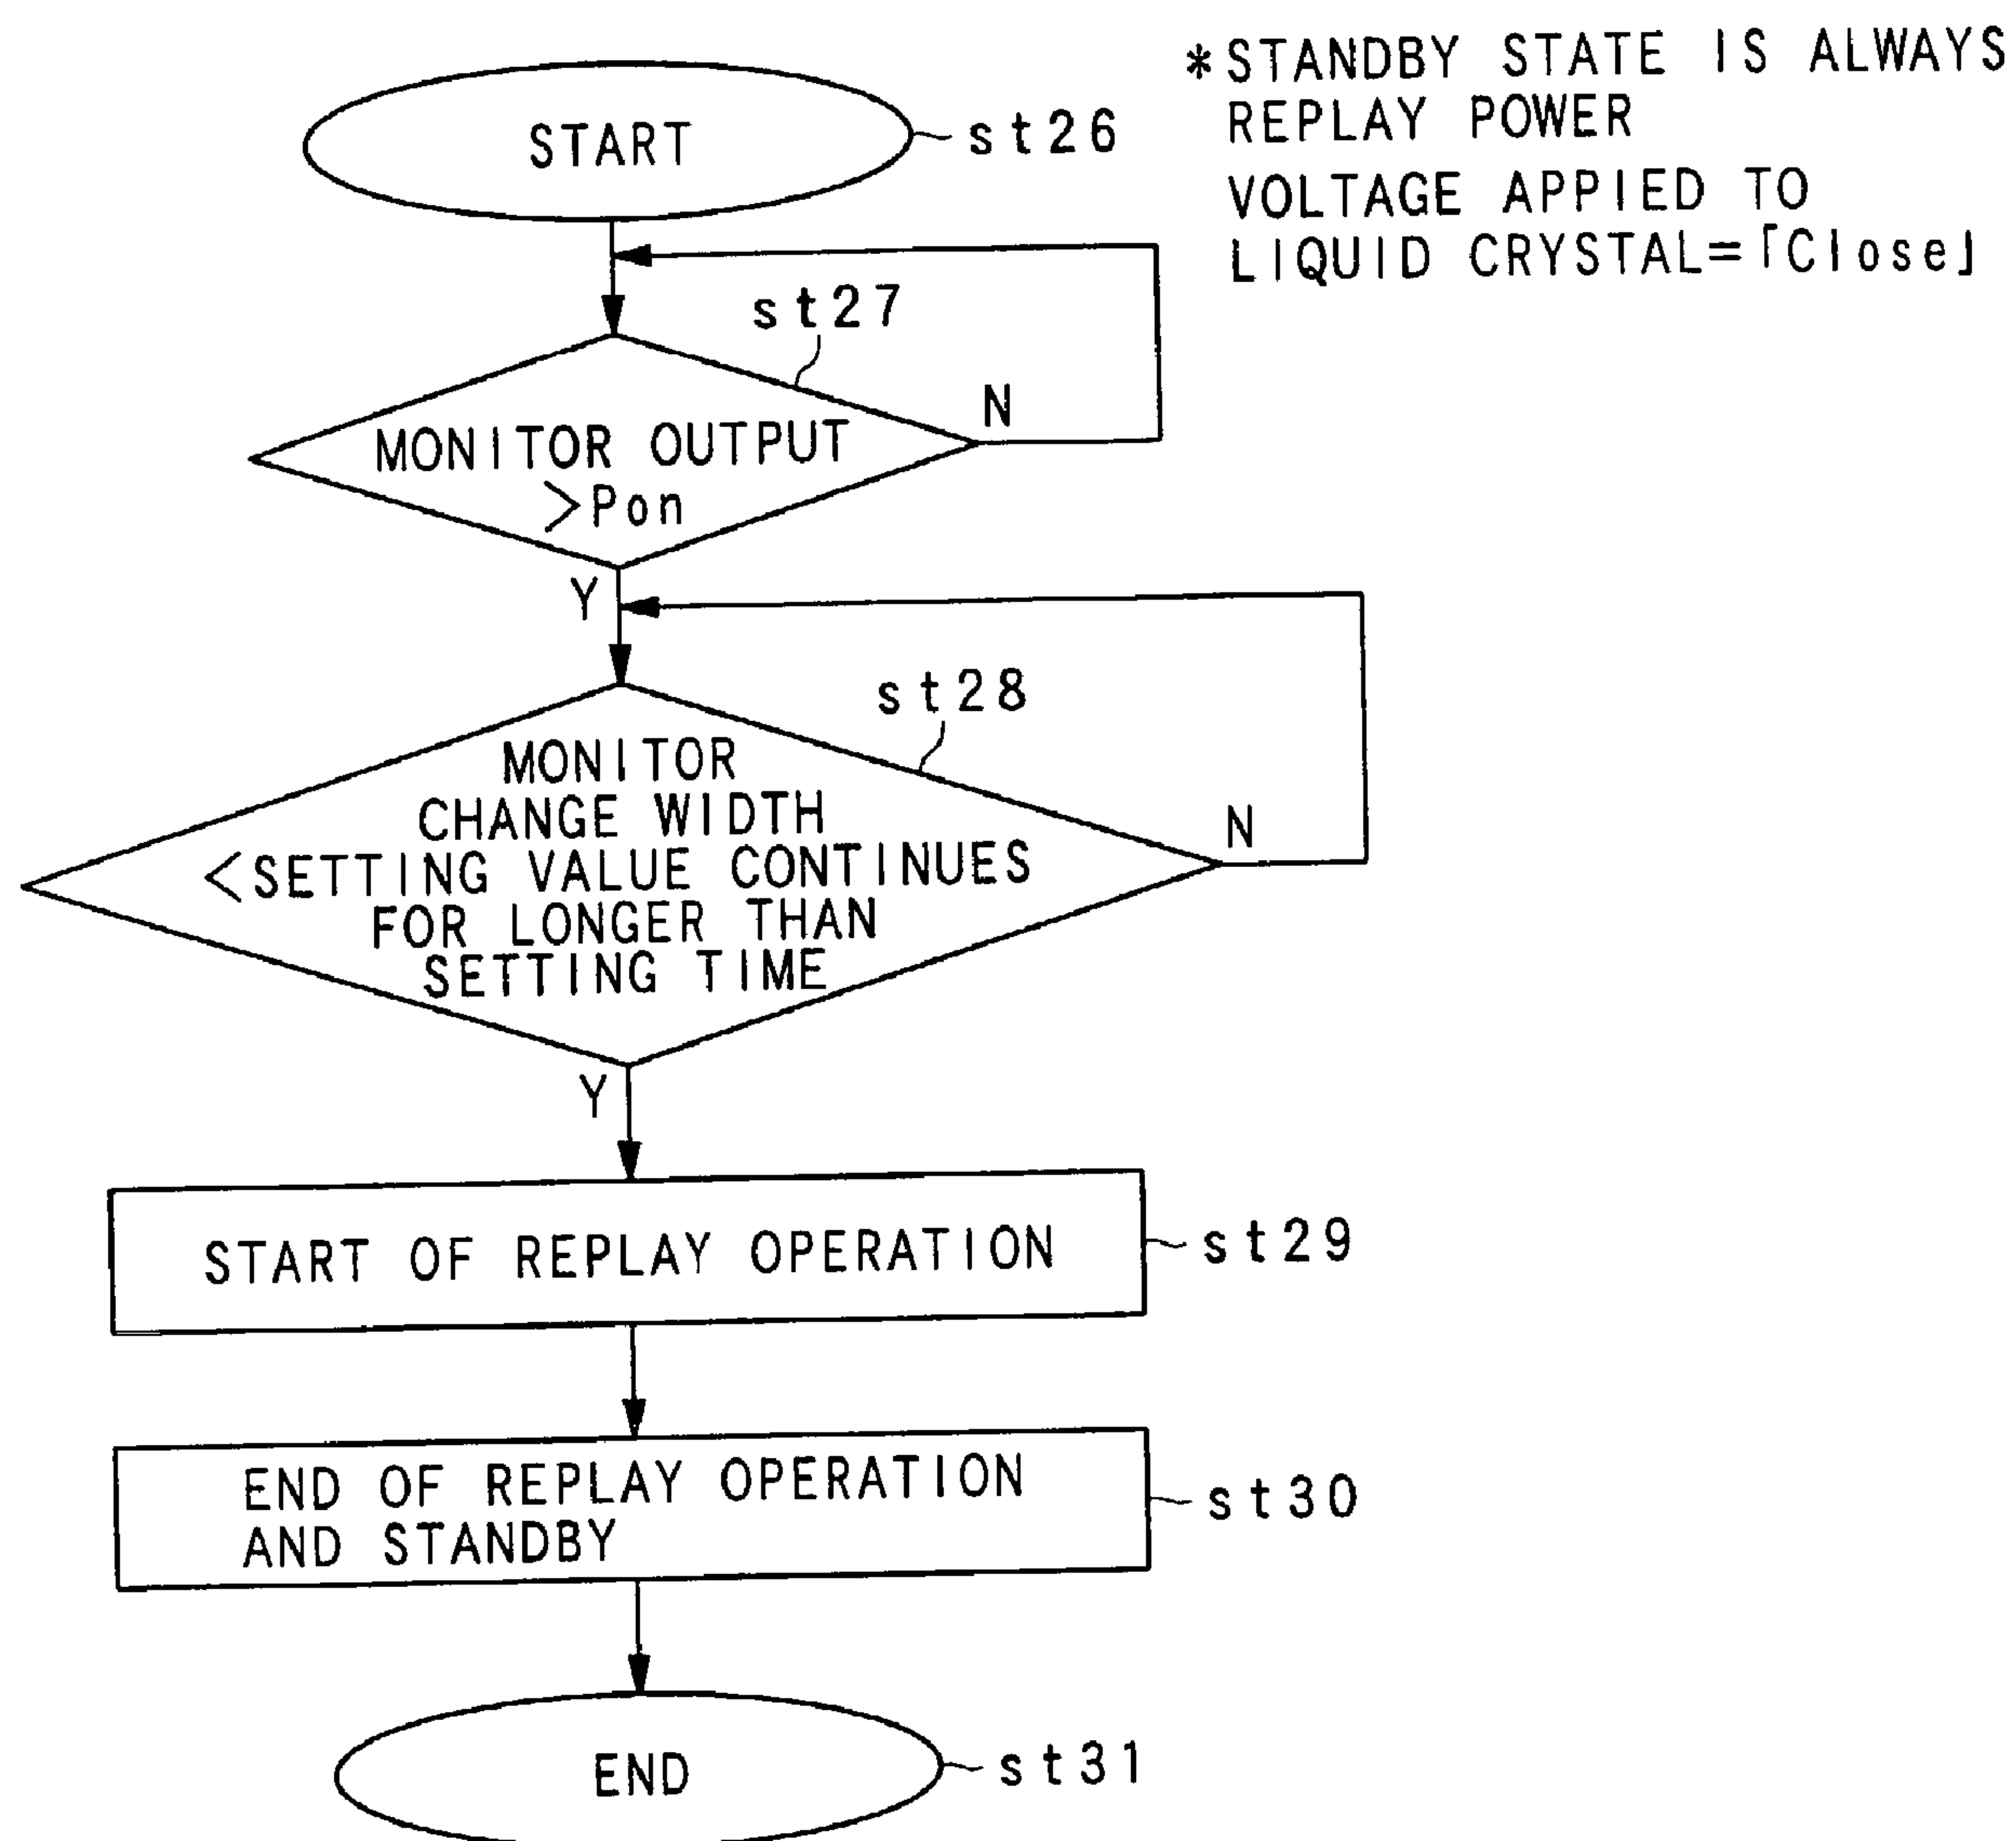 *STANDBY STATE IS ALWAYS
REPLAY POWER
VOLTAGE APPIED TO
LIQUID CRYSTAL=「Close」
START
st26
st27
N
MONITOR OUTPUT
>Pon
Y
st28
N
MONITOR
CHANGE WIDTH
<SETTING VALUE CONTINUES
FOR LONGER THAN
SETTING TIME
Y
START OF REPLAY OPERATION
st29
END OF REPLAY OPERATION
AND STANDBY
st30
END
st31